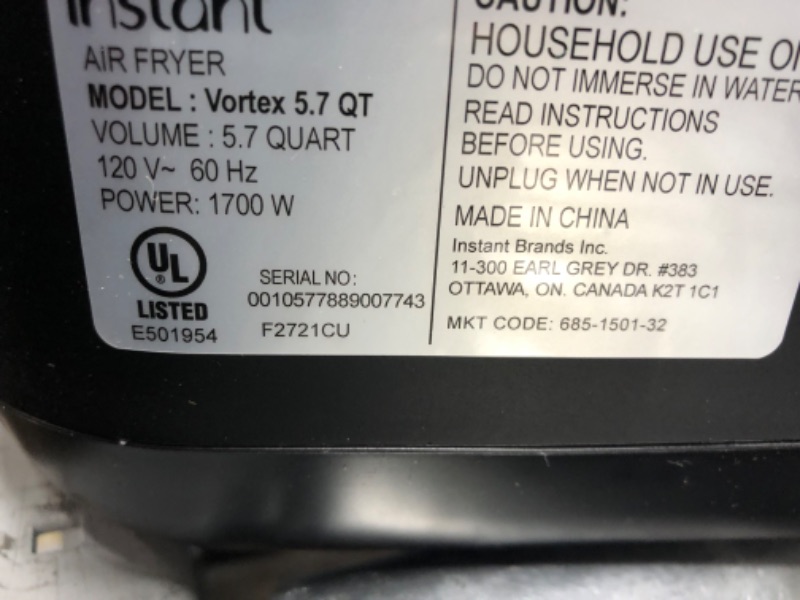 instant
AIR FRYER
MODEL : Vortex 5.7 QT
VOLUME : 5.7 QUART
120 V~ 60 Hz
POWER: 1700 W
UL
®
LISTED
E501954
SERIAL NO:
0010577889007743
F2721CU
CAUTION:
HOUSEHOLD USE
DO NOT IMMERSE IN WATER
READ INSTRUCTIONS
BEFORE USING.
UNPLUG WHEN NOT IN USE.
MADE IN CHINA
Instant Brands Inc.
11-300 EARL GREY DR. #383
OTTAWA, ON. CANADA K2T 1C1
MKT CODE: 685-1501-32